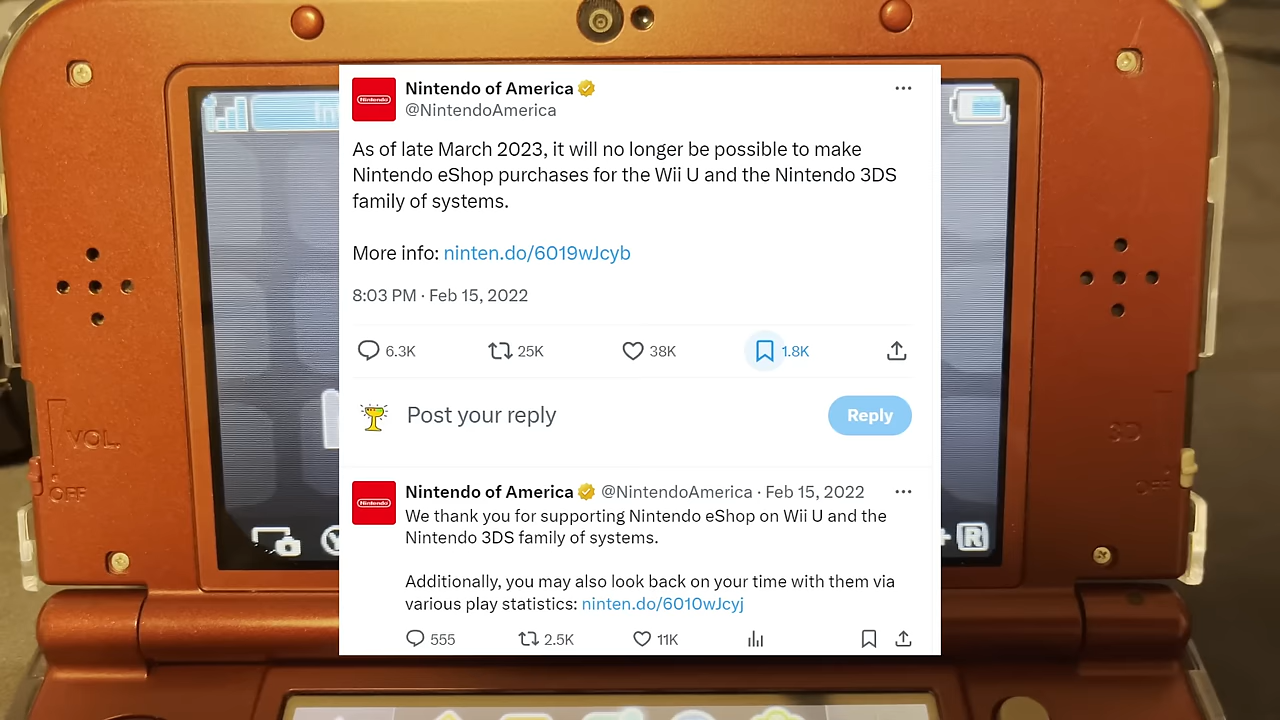 Nintendo of America
@NintendoAmerica
As of late March 2023, it will no longer be possible to make
Nintendo eShop purchases for the Wii U and the Nintendo 3DS
family of systems.
More info: ninten.do/6019wJcyb
8:03 PM · Feb 15, 2022
6.3K 25K 38K 1.8K
Post your reply
Reply
Nintendo of America @NintendoAmerica · Feb 15, 2022
We thank you for supporting Nintendo eShop on Wii U and the
Nintendo 3DS family of systems.
Additionally, you may also look back on your time with them via
various play statistics: ninten.do/6010wJcyj
555 2.5K 11K
Nintendo
Nintendo
VOL.
OFF
3D
OFF
R